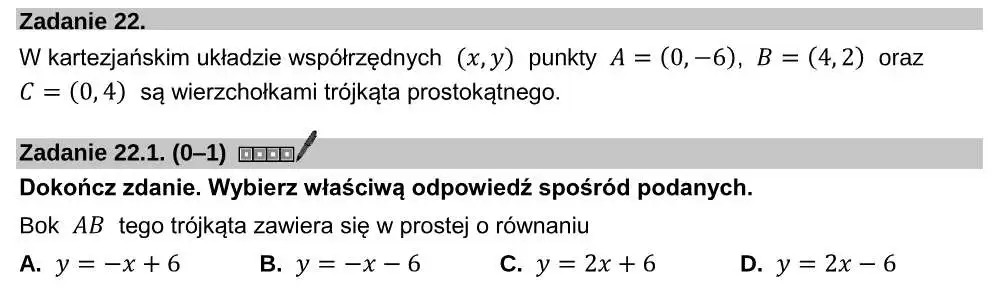 Zadanie 22.
W kartezjańskim układzie współrzędnych (x, y) punkty A = (0, −6), B = (4, 2) oraz
C = (0, 4) są wierzchołkami trójkąta prostokątnego.
Zadanie 22.1. (0–1)
Dokończ zdanie. Wybierz właściwą odpowiedź spośród podanych.
Bok AB tego trójkąta zawiera się w prostej o równaniu
A. y = −x + 6 B. y = −x − 6 C. y = 2x + 6 D. y = 2x − 6